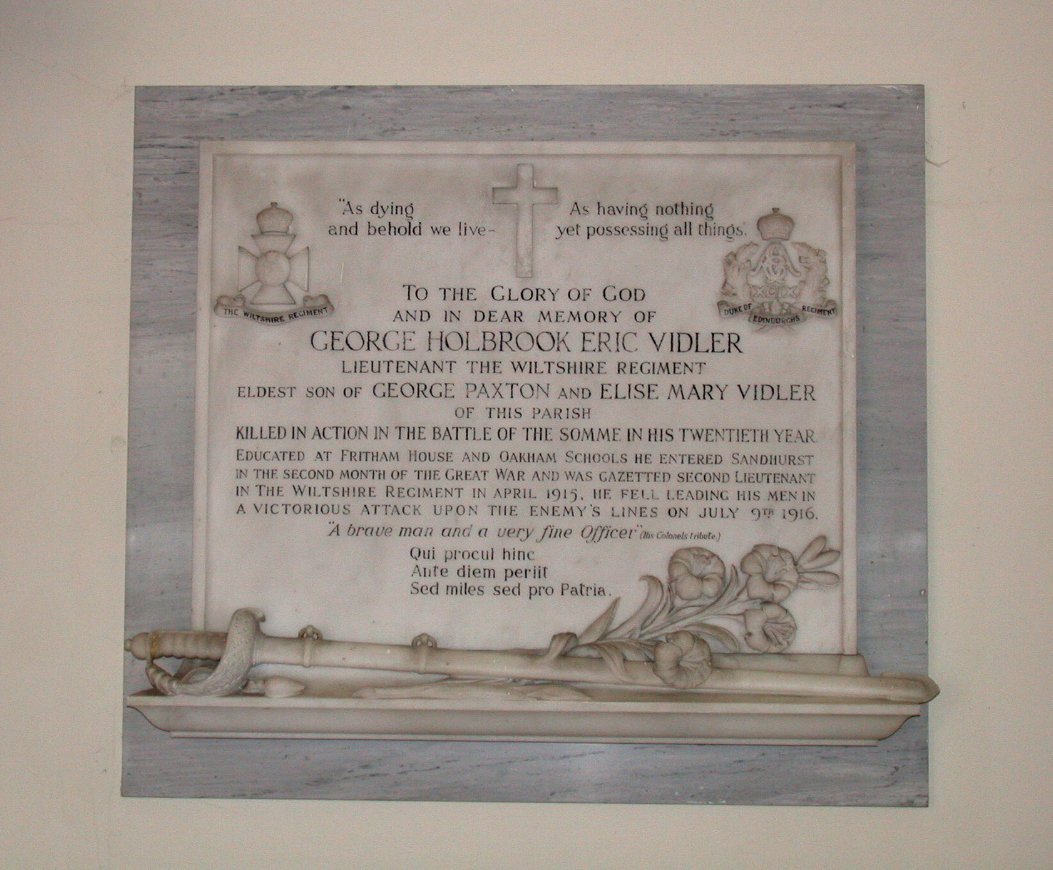 "As dying
and behold we live-
As having nothing
yet possessing all things."
THE WILTSHIRE REGIMENT
DUKE OF EDINBURGHS REGIMENT
TO THE GLORY OF GOD
AND IN DEAR MEMORY OF
GEORGE HOLBROOK ERIC VIDLER
LIEUTENANT THE WILTSHIRE REGIMENT
ELDEST SON OF GEORGE PAXTON AND ELISE MARY VIDLER
OF THIS PARISH
KILLED IN ACTION IN THE BATTLE OF THE SOMME IN HIS TWENTIETH YEAR.
EDUCATED AT FRITHAM HOUSE AND OAKHAM SCHOOLS HE ENTERED SANDHURST
IN THE SECOND MONTH OF THE GREAT WAR AND WAS GAZETTED SECOND LIEUTENANT
IN THE WILTSHIRE REGIMENT IN APRIL 1915, HE FELL LEADING HIS MEN IN
A VICTORIOUS ATTACK UPON THE ENEMY'S LINES ON JULY 9TH 1916.
"A brave man and a very fine Officer" (His Colonels tribute.)
Qui procul hinc
Ante diem periit
Sed miles sed pro Patria.